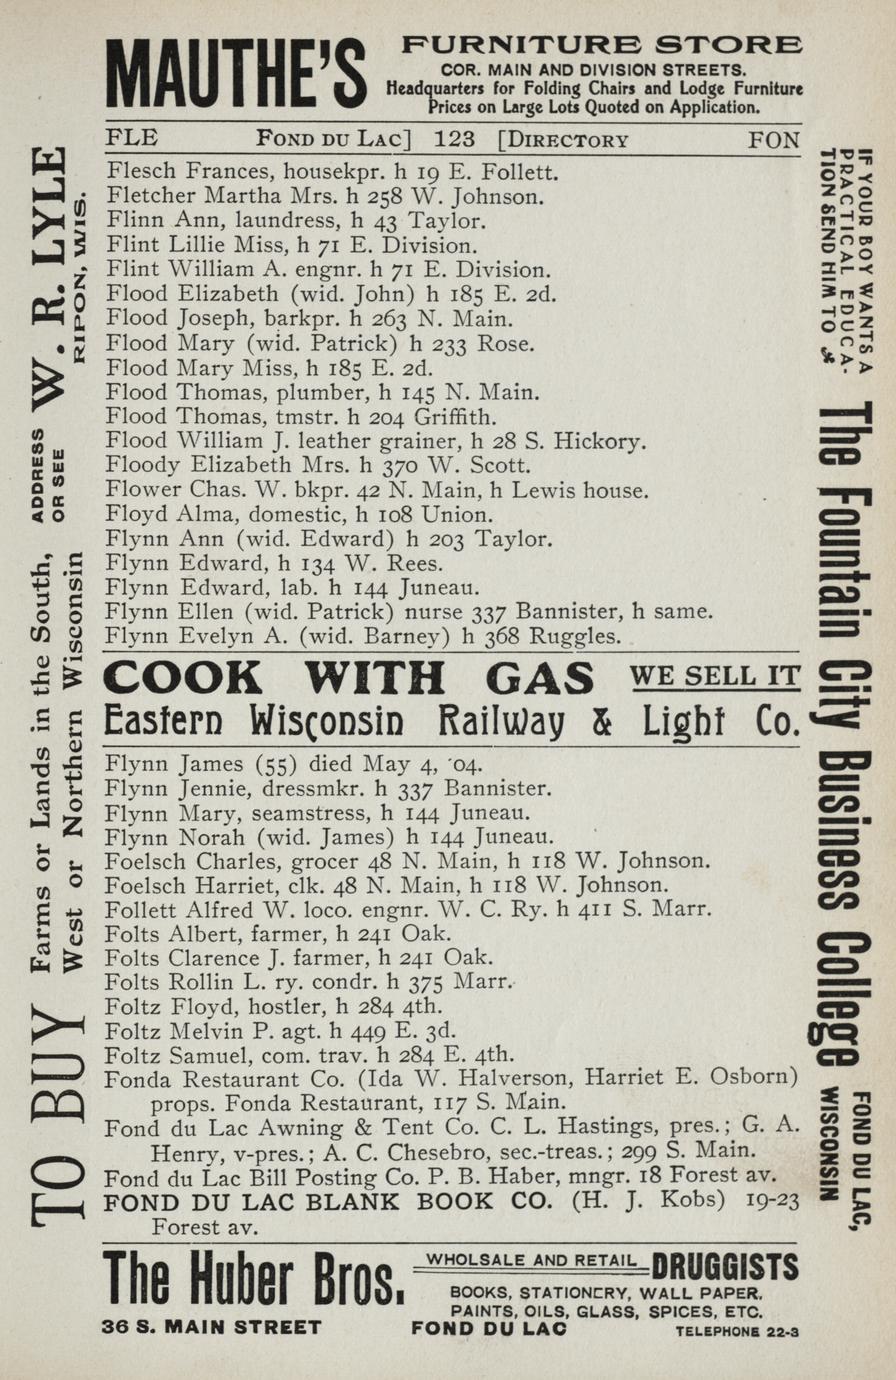 MAUTHE'S
FURNITURE STORE
COR. MAIN AND DIVISION STREETS.
Headquarters for Folding Chairs and Lodge Furniture
Prices on Large Lots Quoted on Application.
FLE FOND DU LAC] 123 [DIRECTORY FON
Flesch Frances, housekpr. h 19 E. Follett.
Fletcher Martha Mrs. h 258 W. Johnson.
Flinn Ann, laundress, h 43 Taylor.
Flint Lillie Miss, h 71 E. Division.
Flint William A. engnr. h 71 E. Division.
Flood Elizabeth (wid. John) h 185 E. 2d.
Flood Joseph, barkpr. h 263 N. Main.
Flood Mary (wid. Patrick) h 233 Rose.
Flood Mary Miss, h 185 E. 2d.
Flood Thomas, plumber, h 145 N. Main.
Flood Thomas, tmstr. h 204 Griffith.
Flood William J. leather grainer, h 28 S. Hickory.
Floody Elizabeth Mrs. h 370 W. Scott.
Flower Chas. W. bkpr. 42 N. Main, h Lewis house.
Floyd Alma, domestic, h 108 Union.
Flynn Ann (wid. Edward) h 203 Taylor.
Flynn Edward, h 134 W. Rees.
Flynn Edward, lab. h 144 Juneau.
Flynn Ellen (wid. Patrick) nurse 337 Bannister, h same.
Flynn Evelyn A. (wid. Barney) h 368 Ruggles.
COOK WITH GAS WE SELL IT
Eastern Wisconsin Railway & Light Co.
Flynn James (55) died May 4, '04.
Flynn Jennie, dressmkr. h 337 Bannister.
Flynn Mary, seamstress, h 144 Juneau.
Flynn Norah (wid. James) h 144 Juneau.
Foelsch Charles, grocer 48 N. Main, h 118 W. Johnson.
Foelsch Harriet, clk. 48 N. Main, h 118 W. Johnson.
Follett Alfred W. loco. engnr. W. C. Ry. h 411 S. Marr.
Folts Albert, farmer, h 241 Oak.
Folts Clarence J. farmer, h 241 Oak.
Folts Rollin L. ry. condr. h 375 Marr.
Foltz Floyd, hostler, h 284 4th.
Foltz Melvin P. agt. h 449 E. 3d.
Foltz Samuel, com. trav. h 284 E. 4th.
Fonda Restaurant Co. (Ida W. Halverson, Harriet E. Osborn)
props. Fonda Restaurant, 117 S. Main.
Fond du Lac Awning & Tent Co. C. L. Hastings, pres.; G. A.
Henry, v-pres.; A. C. Chesebro, sec.-treas.; 299 S. Main.
Fond du Lac Bill Posting Co. P. B. Haber, mngr. 18 Forest av.
FOND DU LAC BLANK BOOK CO. (H. J. Kobs) 19-23
Forest av.
The Huber Bros.
WHOLSALE AND RETAIL DRUGGISTS
BOOKS, STATIONERY, WALL PAPER,
PAINTS, OILS, GLASS, SPICES, ETC.
36 S. MAIN STREET FOND DU LAC TELEPHONE 22-3
TO BUY
Farms or Lands in the South,
West or Northern Wisconsin
ADDRESS
OR SEE
W. R. LYLE
RIPON, WIS.
IF YOUR BOY WANTS A
PRACTICAL EDUCA-
TION SEND HIM TO
The Fountain City Business College
FOND DU LAC,
WISCONSIN